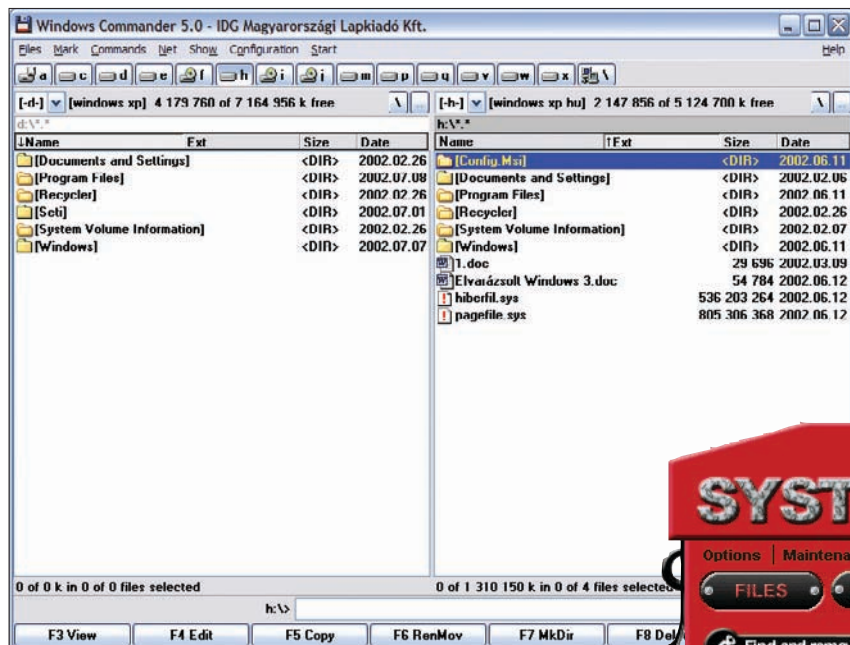 Windows Commander 5.0 - IDG Magyarországi Lapkiadó Kft.
Files Mark Commands Net Show Configuration Start Help
a c d e f h i i m p q v w x \
[-d-] [windows xp] 4 179 760 of 7 164 956 k free \ ..
d:\*.*
↓Name Ext Size Date
[Documents and Settings] <DIR> 2002.02.26
[Program Files] <DIR> 2002.07.08
[Recycler] <DIR> 2002.02.26
[Seti] <DIR> 2002.07.01
[System Volume Information] <DIR> 2002.02.26
[Windows] <DIR> 2002.07.07
0 of 0 k in 0 of 0 files selected
[-h-] [windows xp hu] 2 147 856 of 5 124 700 k free \ ..
h:\*.*
Name ↑Ext Size Date
[Config.Msi] <DIR> 2002.06.11
[Documents and Settings] <DIR> 2002.02.06
[Program Files] <DIR> 2002.06.11
[Recycler] <DIR> 2002.02.26
[System Volume Information] <DIR> 2002.02.07
[Windows] <DIR> 2002.06.11
1.doc 29 696 2002.03.09
Elvarázsolt Windows 3.doc 54 784 2002.06.12
hiberfil.sys 536 203 264 2002.06.12
pagefile.sys 805 306 368 2002.06.12
0 of 1 310 150 k in 0 of 4 files selected
h:\>
F3 View F4 Edit F5 Copy F6 RenMov F7 MkDir F8 Del
SYST
Options Maintena
FILES
Find and remov